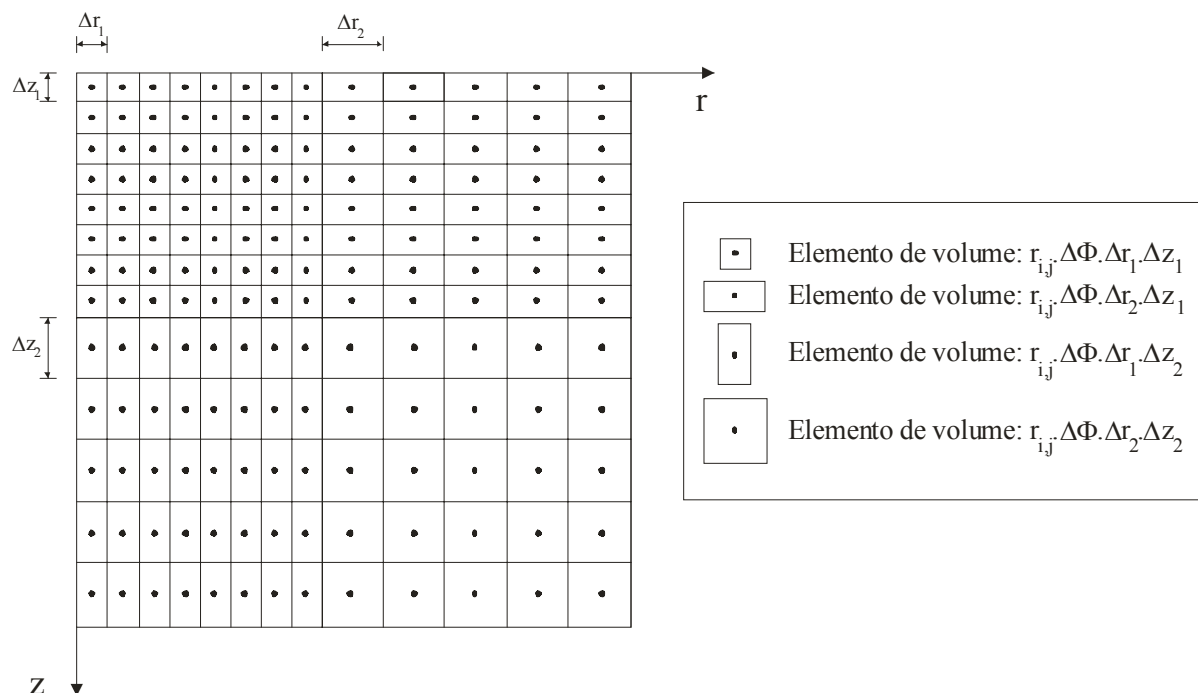 Δr₁
Δr₂
Δz₁
r
Δz₂
z
Elemento de volume: rᵢ,ⱼ.ΔΦ.Δr₁.Δz₁
Elemento de volume: rᵢ,ⱼ.ΔΦ.Δr₂.Δz₁
Elemento de volume: rᵢ,ⱼ.ΔΦ.Δr₁.Δz₂
Elemento de volume: rᵢ,ⱼ.ΔΦ.Δr₂.Δz₂